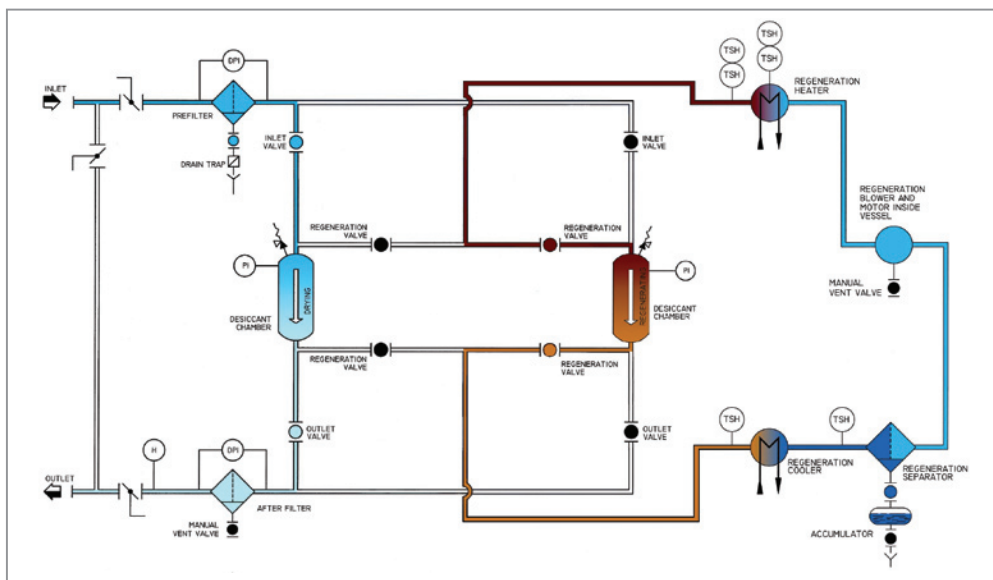 TSH
DPI
TSH
TSH
TSH
REGENERATION
HEATER
INLET
PREFILTER
INLET
VALVE
INLET
VALVE
DRAIN TRAP
REGENERATION
BLOWER AND
MOTOR INSIDE
VESSEL
REGENERATION
VALVE
REGENERATION
VALVE
PI
DRYING
REGENERATING
PI
MANUAL
VENT VALVE
DESICCANT
CHAMBER
DESICCANT
CHAMBER
REGENERATION
VALVE
REGENERATION
VALVE
OUTLET
VALVE
OUTLET
VALVE
TSH
TSH
H
DPI
REGENERATION
COOLER
REGENERATION
SEPARATOR
OUTLET
AFTER FILTER
MANUAL
VENT VALVE
ACCUMULATOR